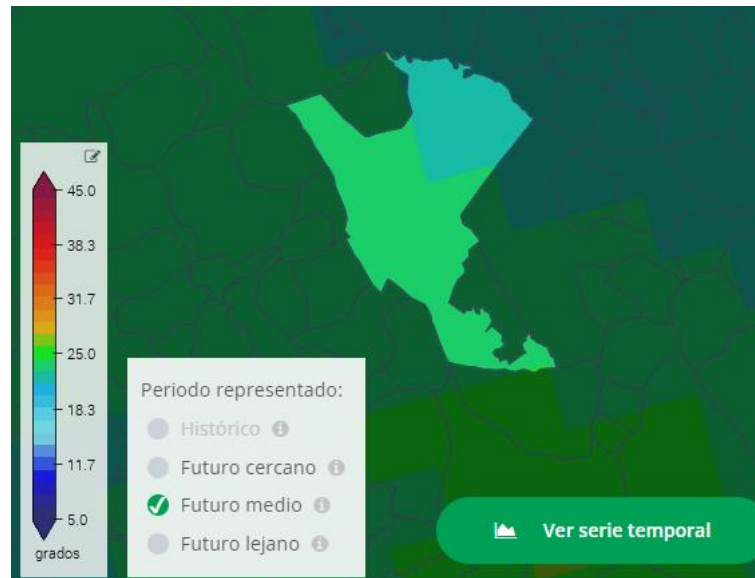 45.0
38.3
31.7
25.0
18.3
11.7
5.0
grados
Periodo representado:
Histórico
Futuro cercano
Futuro medio
Futuro lejano
Ver serie temporal